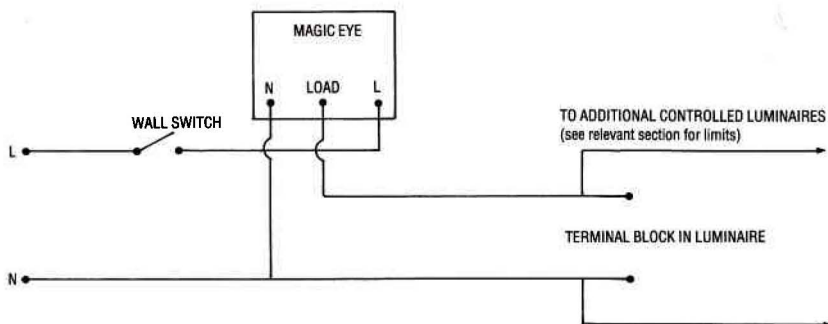 MAGIC EYE
N LOAD L
WALL SWITCH
TO ADDITIONAL CONTROLLED LUMINAIRES
(see relevant section for limits)
L
TERMINAL BLOCK IN LUMINAIRE
N